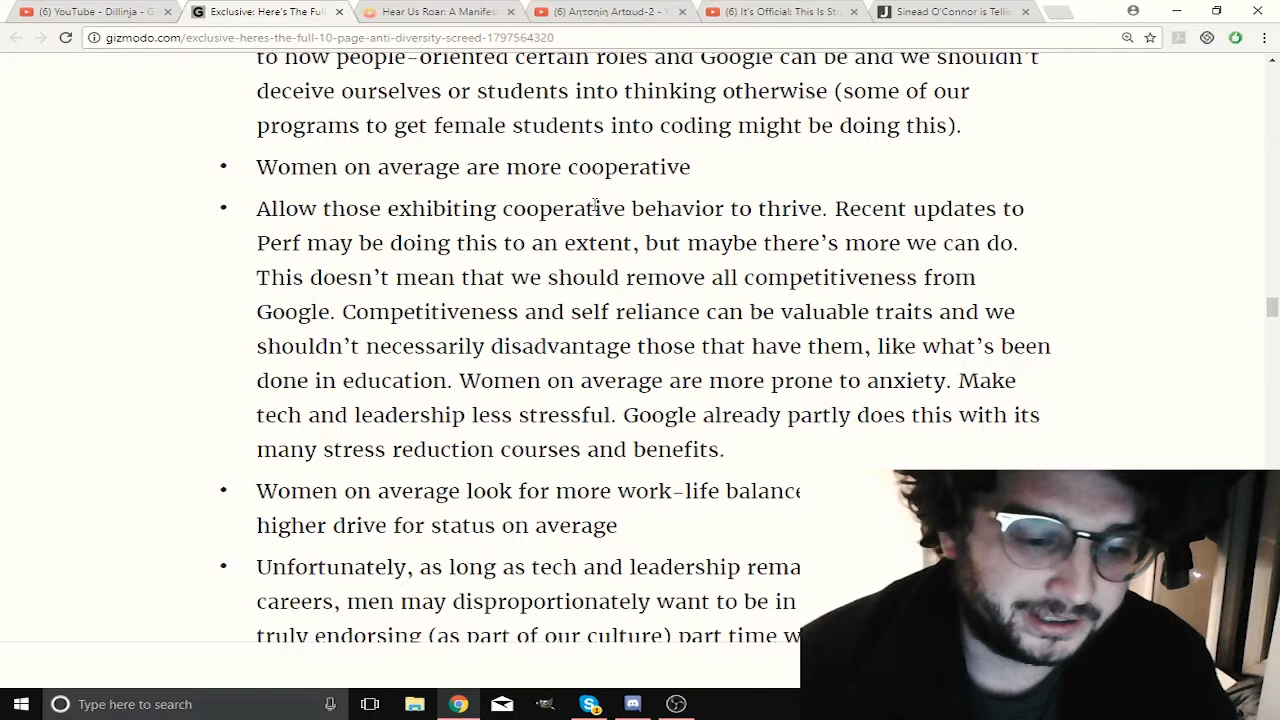 (6) YouTube - Dillinja - G
Exclusive: Here's The Full
Hear Us Roar: A Manifest
(6) Αητσηίη Artaud-2 - Y
(6) It's Official: This Is Str
Sinead O'Connor is Tellin
gizmodo.com/exclusive-heres-the-full-10-page-anti-diversity-screed-1797564320
to how people-oriented certain roles and Google can be and we shouldn't
deceive ourselves or students into thinking otherwise (some of our
programs to get female students into coding might be doing this).
• Women on average are more cooperative
• Allow those exhibiting cooperative behavior to thrive. Recent updates to
Perf may be doing this to an extent, but maybe there's more we can do.
This doesn't mean that we should remove all competitiveness from
Google. Competitiveness and self reliance can be valuable traits and we
shouldn't necessarily disadvantage those that have them, like what's been
done in education. Women on average are more prone to anxiety. Make
tech and leadership less stressful. Google already partly does this with its
many stress reduction courses and benefits.
• Women on average look for more work-life balance
higher drive for status on average
• Unfortunately, as long as tech and leadership rema
careers, men may disproportionately want to be in
truly endorsing (as part of our culture) part time w
Type here to search